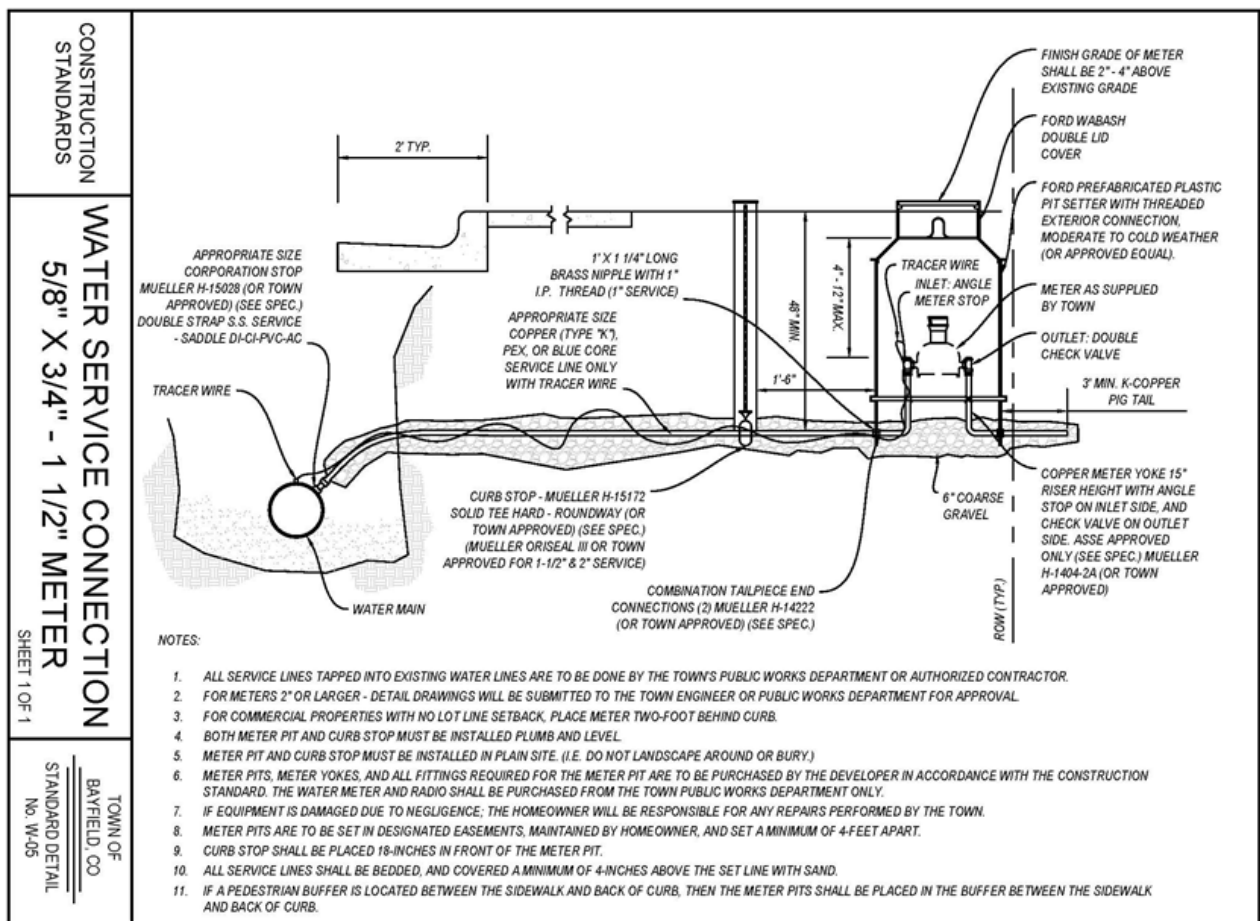 CONSTRUCTION
STANDARDS
WATER SERVICE CONNECTION
5/8" X 3/4" - 1 1/2" METER
SHEET 1 OF 1
TOWN OF
BAYFIELD, CO
STANDARD DETAIL
No. W-05
2' TYP.
APPROPRIATE SIZE
CORPORATION STOP
MUELLER H-15028 (OR TOWN
APPROVED) (SEE SPEC.)
DOUBLE STRAP S.S. SERVICE
- SADDLE DI-CI-PVC-AC
TRACER WIRE
WATER MAIN
1' X 1 1/4" LONG
BRASS NIPPLE WITH 1"
I.P. THREAD (1" SERVICE)
APPROPRIATE SIZE
COPPER (TYPE "K"),
PEX, OR BLUE CORE
SERVICE LINE ONLY
WITH TRACER WIRE
CURB STOP - MUELLER H-15172
SOLID TEE HARD - ROUNDWAY (OR
TOWN APPROVED) (SEE SPEC.)
(MUELLER ORISEAL III OR TOWN
APPROVED FOR 1-1/2" & 2" SERVICE)
COMBINATION TAILPIECE END
CONNECTIONS (2) MUELLER H-14222
(OR TOWN APPROVED) (SEE SPEC.)
48" MIN.
4" - 12" MAX.
1'-6"
TRACER WIRE
INLET: ANGLE
METER STOP
6" COARSE
GRAVEL
ROW (TYP.)
FINISH GRADE OF METER
SHALL BE 2" - 4" ABOVE
EXISTING GRADE
FORD WABASH
DOUBLE LID
COVER
FORD PREFABRICATED PLASTIC
PIT SETTER WITH THREADED
EXTERIOR CONNECTION,
MODERATE TO COLD WEATHER
(OR APPROVED EQUAL).
METER AS SUPPLIED
BY TOWN
OUTLET: DOUBLE
CHECK VALVE
3' MIN. K-COPPER
PIG TAIL
COPPER METER YOKE 15"
RISER HEIGHT WITH ANGLE
STOP ON INLET SIDE, AND
CHECK VALVE ON OUTLET
SIDE. ASSE APPROVED
ONLY (SEE SPEC.) MUELLER
H-1404-2A (OR TOWN
APPROVED)
NOTES:
1. ALL SERVICE LINES TAPPED INTO EXISTING WATER LINES ARE TO BE DONE BY THE TOWN'S PUBLIC WORKS DEPARTMENT OR AUTHORIZED CONTRACTOR.
2. FOR METERS 2" OR LARGER - DETAIL DRAWINGS WILL BE SUBMITTED TO THE TOWN ENGINEER OR PUBLIC WORKS DEPARTMENT FOR APPROVAL.
3. FOR COMMERCIAL PROPERTIES WITH NO LOT LINE SETBACK, PLACE METER TWO-FOOT BEHIND CURB.
4. BOTH METER PIT AND CURB STOP MUST BE INSTALLED PLUMB AND LEVEL.
5. METER PIT AND CURB STOP MUST BE INSTALLED IN PLAIN SITE. (I.E. DO NOT LANDSCAPE AROUND OR BURY.)
6. METER PITS, METER YOKES, AND ALL FITTINGS REQUIRED FOR THE METER PIT ARE TO BE PURCHASED BY THE DEVELOPER IN ACCORDANCE WITH THE CONSTRUCTION
STANDARD. THE WATER METER AND RADIO SHALL BE PURCHASED FROM THE TOWN PUBLIC WORKS DEPARTMENT ONLY.
7. IF EQUIPMENT IS DAMAGED DUE TO NEGLIGENCE; THE HOMEOWNER WILL BE RESPONSIBLE FOR ANY REPAIRS PERFORMED BY THE TOWN.
8. METER PITS ARE TO BE SET IN DESIGNATED EASEMENTS, MAINTAINED BY HOMEOWNER, AND SET A MINIMUM OF 4-FEET APART.
9. CURB STOP SHALL BE PLACED 18-INCHES IN FRONT OF THE METER PIT.
10. ALL SERVICE LINES SHALL BE BEDDED, AND COVERED A MINIMUM OF 4-INCHES ABOVE THE SET LINE WITH SAND.
11. IF A PEDESTRIAN BUFFER IS LOCATED BETWEEN THE SIDEWALK AND BACK OF CURB, THEN THE METER PITS SHALL BE PLACED IN THE BUFFER BETWEEN THE SIDEWALK
AND BACK OF CURB.